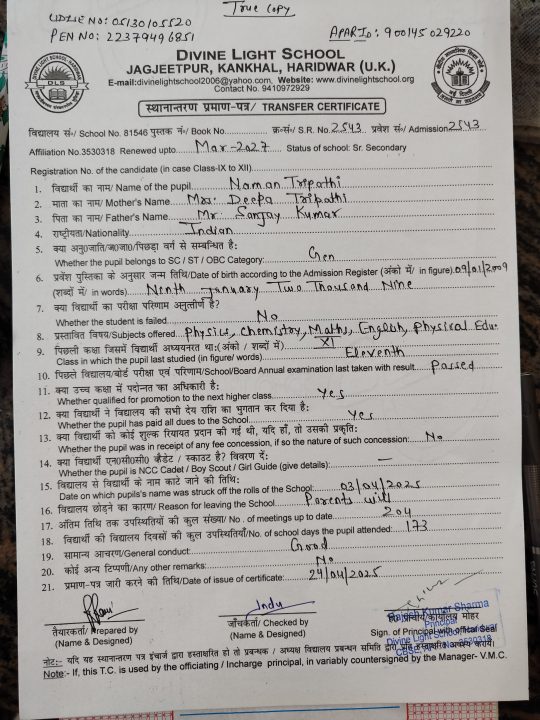 True Copy
UDISE NO: 05130105520
PEN NO: 22379496851
APAR ID: 900145029220
DIVINE LIGHT SCHOOL
JAGJEETPUR, KANKHAL, HARIDWAR (U.K.)
E-mail:divinelightschool2006@yahoo.com, Website: www.divinelightschool.org
Contact No. 9410972929
स्थानान्तरण प्रमाण-पत्र/ TRANSFER CERTIFICATE
विद्यालय सं०/ School No. 81546 पुस्तक नं०/ Book No. क्र०सं०/ S.R. No. 2543 प्रवेश सं०/ Admission 2543
Affiliation No.3530318 Renewed upto Mar-2027 Status of school: Sr. Secondary
Registration No. of the candidate (in case Class-IX to XII)
1. विद्यार्थी का नाम/ Name of the pupil Naman Tripathi
2. माता का नाम/ Mother's Name Mrs. Deepa Tripathi
3. पिता का नाम/ Father's Name Mr Sanjay Kumar
4. राष्ट्रीयता/Nationality Indian
5. क्या अनु0जाति/ज0जा0/पिछड़ा वर्ग से सम्बन्धित है:
Whether the pupil belongs to SC / ST / OBC Category: Gen
6. प्रवेश पुस्तिका के अनुसार जन्म तिथि/Date of birth according to the Admission Register (अंको में/ in figure) 09/01/2009
(शब्दों में/ in words) Ninth January Two Thousand Nine
7. क्या विद्यार्थी का परीक्षा परिणाम अनुत्तीर्ण है?
Whether the student is failed No
8. प्रस्तावित विषय/Subjects offered Physics, Chemistry, Maths, English, Physical Edu.
9. पिछली कक्षा जिसमें विद्यार्थी अध्ययनरत था:(अंको / शब्दों में) XI
Class in which the pupil last studied (in figure/ words) Eleventh
10. पिछले विद्यालय/बोर्ड परीक्षा एवं परिणाम/School/Board Annual examination last taken with result Passed
11. क्या उच्च कक्षा में पदोन्नत का अधिकारी है:
Whether qualified for promotion to the next higher class Yes
12. क्या विद्यार्थी ने विद्यालय की सभी देय राशि का भुगतान कर दिया है:
Whether the pupil has paid all dues to the School Yes
13. क्या विद्यार्थी को कोई शुल्क रियायत प्रदान की गई थी, यदि हाँ, तो उसकी प्रकृति:
Whether the pupil was in receipt of any fee concession, if so the nature of such concession: No
14. क्या विद्यार्थी एन०सी०सी० कैडेट / स्काउट है? विवरण दें:
Whether the pupil is NCC Cadet / Boy Scout / Girl Guide (give details): —
15. विद्यालय से विद्यार्थी के नाम काटे जाने की तिथि:
Date on which pupils's name was struck off the rolls of the School: 03/04/2025
16. विद्यालय छोड़ने का कारण/ Reason for leaving the School Parents will
17. अंतिम तिथि तक उपस्थितियों की कुल संख्या/ No. of meetings up to date 204
18. विद्यार्थी की विद्यालय दिवसों की कुल उपस्थितियाँ/No. of school days the pupil attended: 173
19. सामान्य आचरण/General conduct: Good
20. कोई अन्य टिप्पणी/Any other remarks: No
21. प्रमाण-पत्र जारी करने की तिथि/Date of issue of certificate: 24/04/2025
Indu
तैयारकर्ता/ Prepared by
(Name & Designed)
जाँचकर्ता/ Checked by
(Name & Designed)
Kumar Sharma
Principal
Divine Light School, Haridwar
CBSE No. 3530318
Sign. of Principal with official Seal
नोट:- यदि यह स्थानान्तरण पत्र इंचार्ज द्वारा हस्ताक्षरित हो तो प्रबन्धक / अध्यक्ष विद्यालय प्रबन्धन समिति द्वारा प्रति हस्ताक्षरित अवश्य कराये।
Note:- If, this T.C. is used by the officiating / Incharge principal, in variably countersigned by the Manager- V.M.C.